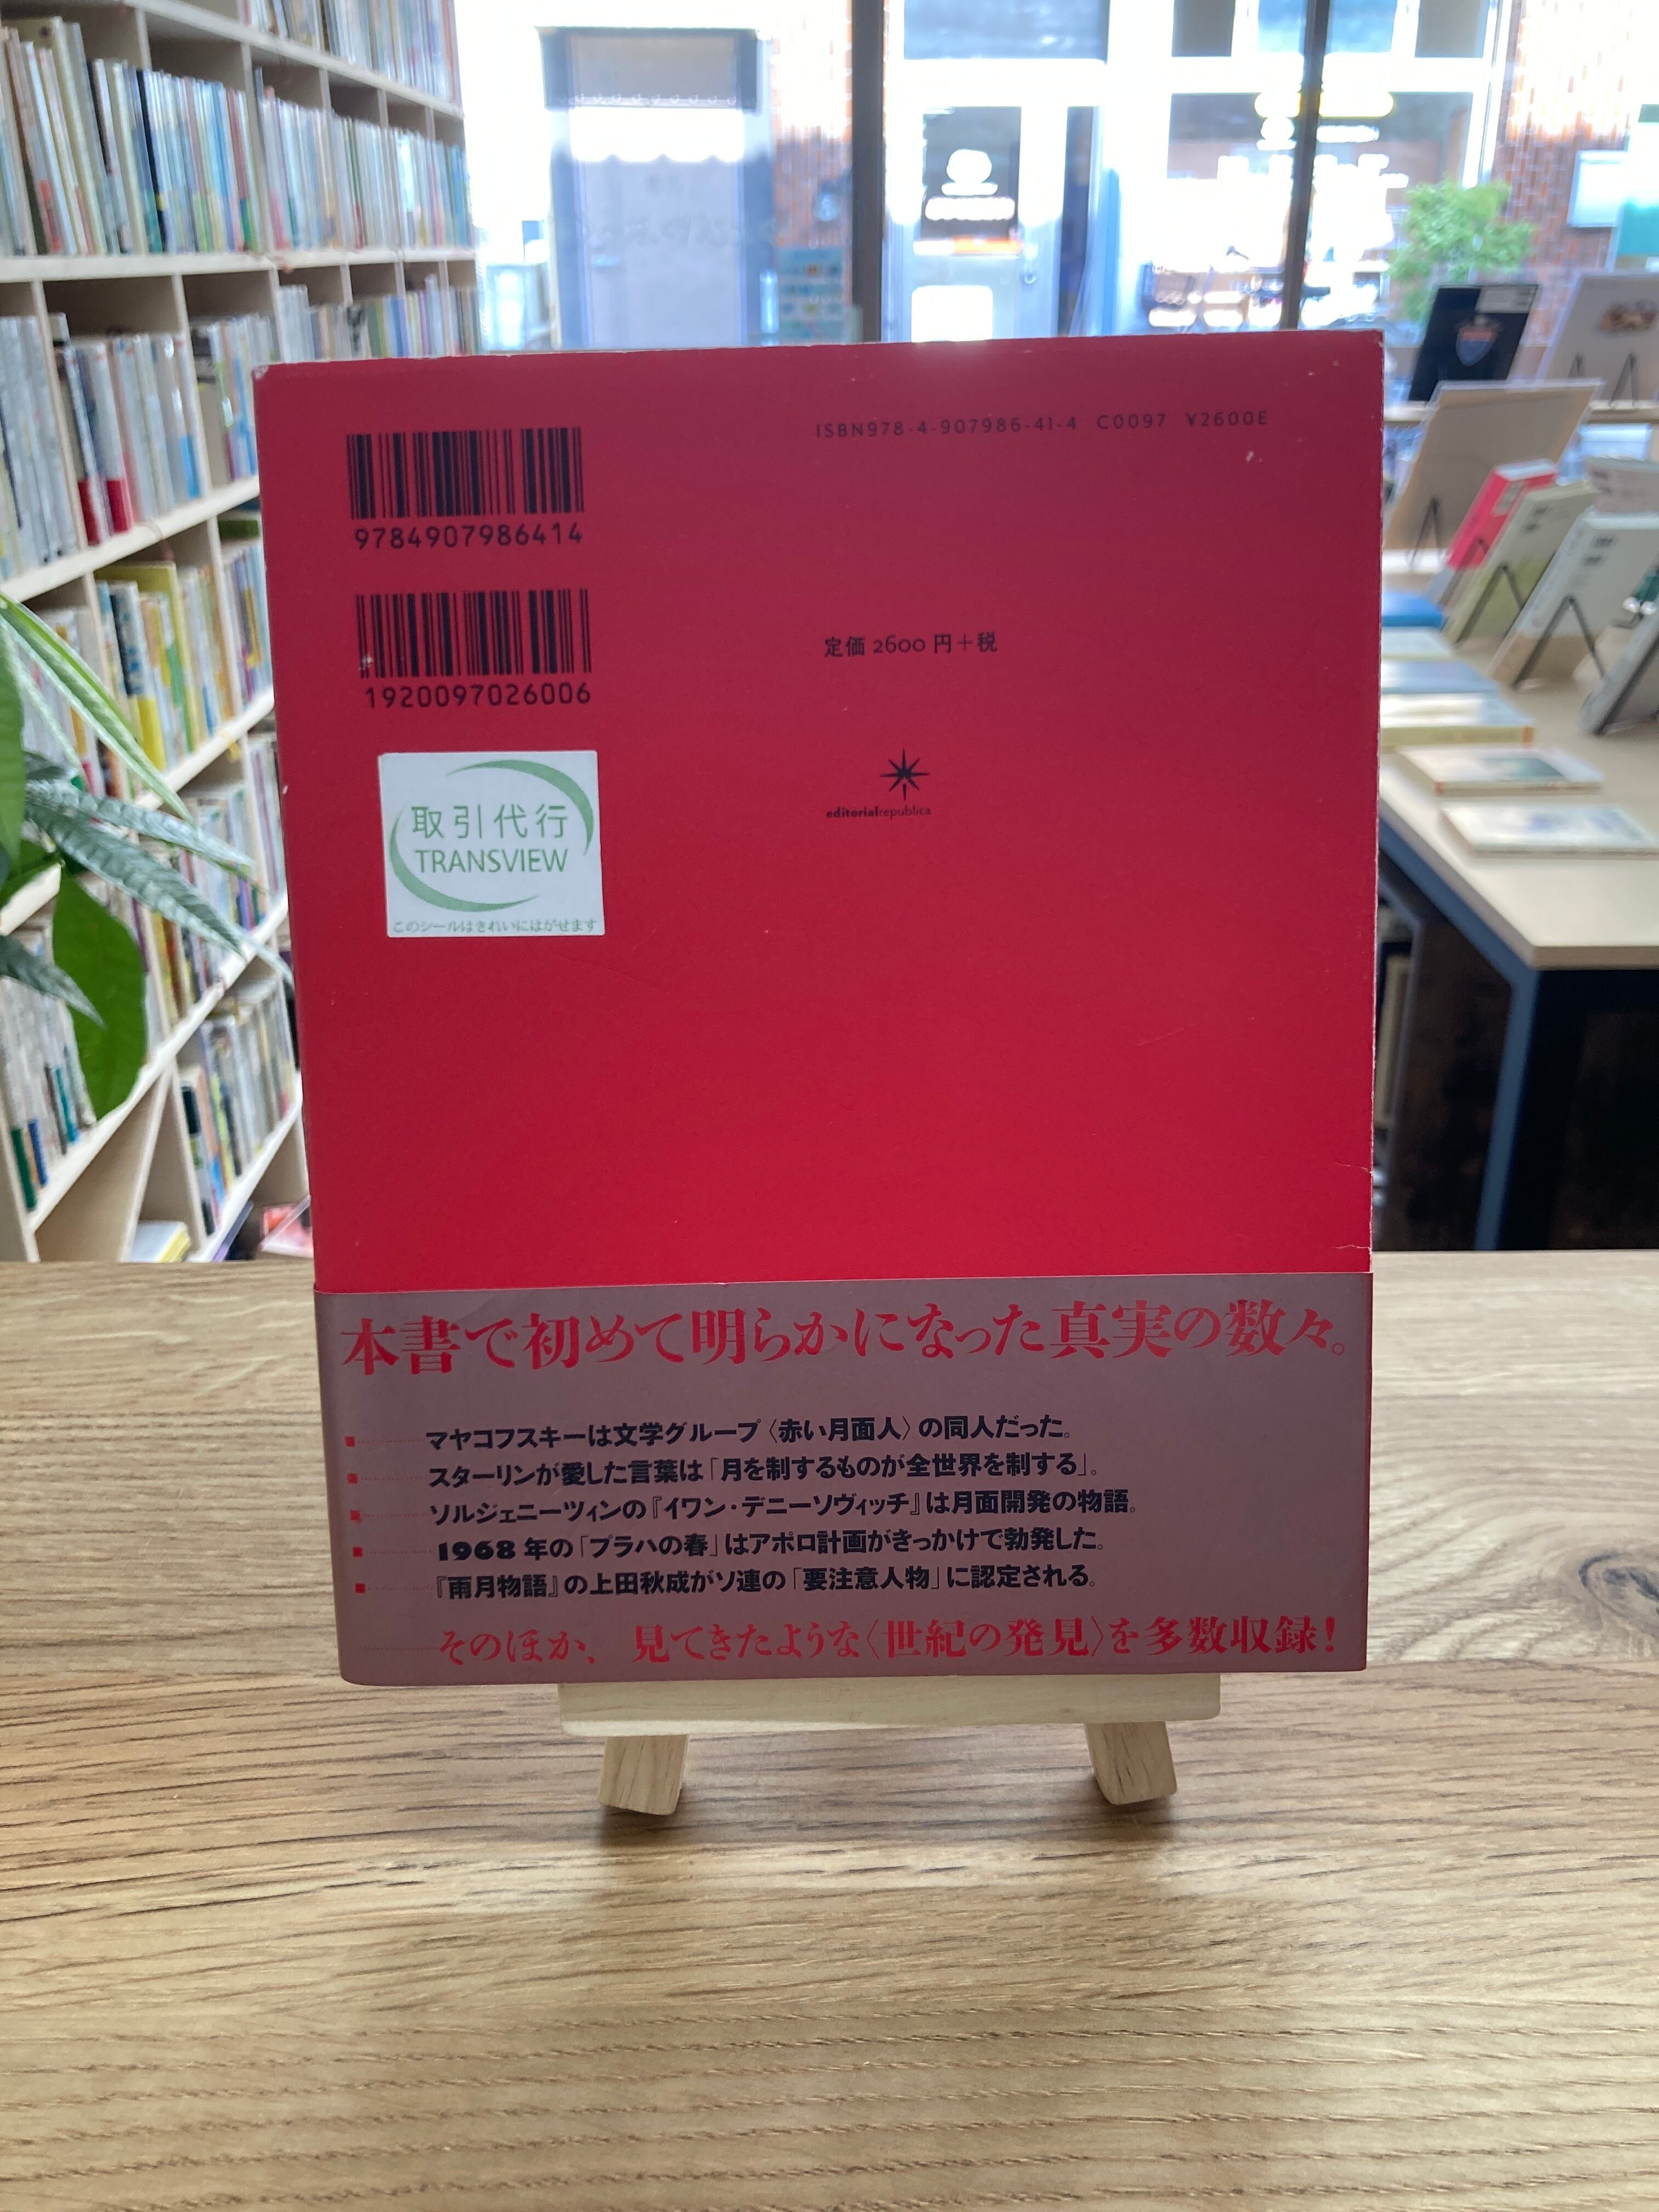 ISBN978-4-907986-41-4 C0097 ¥2600E
9784907986414
1920097026006
定価 2600 円+税
editorialrepublica
取引代行
TRANSVIEW
このシールはきれいにはがせます
本書で初めて明らかになった真実の数々。
マヤコフスキーは文学グループ〈赤い月面人〉の同人だった。
スターリンが愛した言葉は「月を制するものが全世界を制する」。
ソルジェニーツィンの『イワン・デニーソヴィッチ』は月面開発の物語。
1968 年の「プラハの春」はアポロ計画がきっかけで勃発した。
『雨月物語』の上田秋成がソ連の「要注意人物」に認定される。
そのほか、見てきたような〈世紀の発見〉を多数収録!